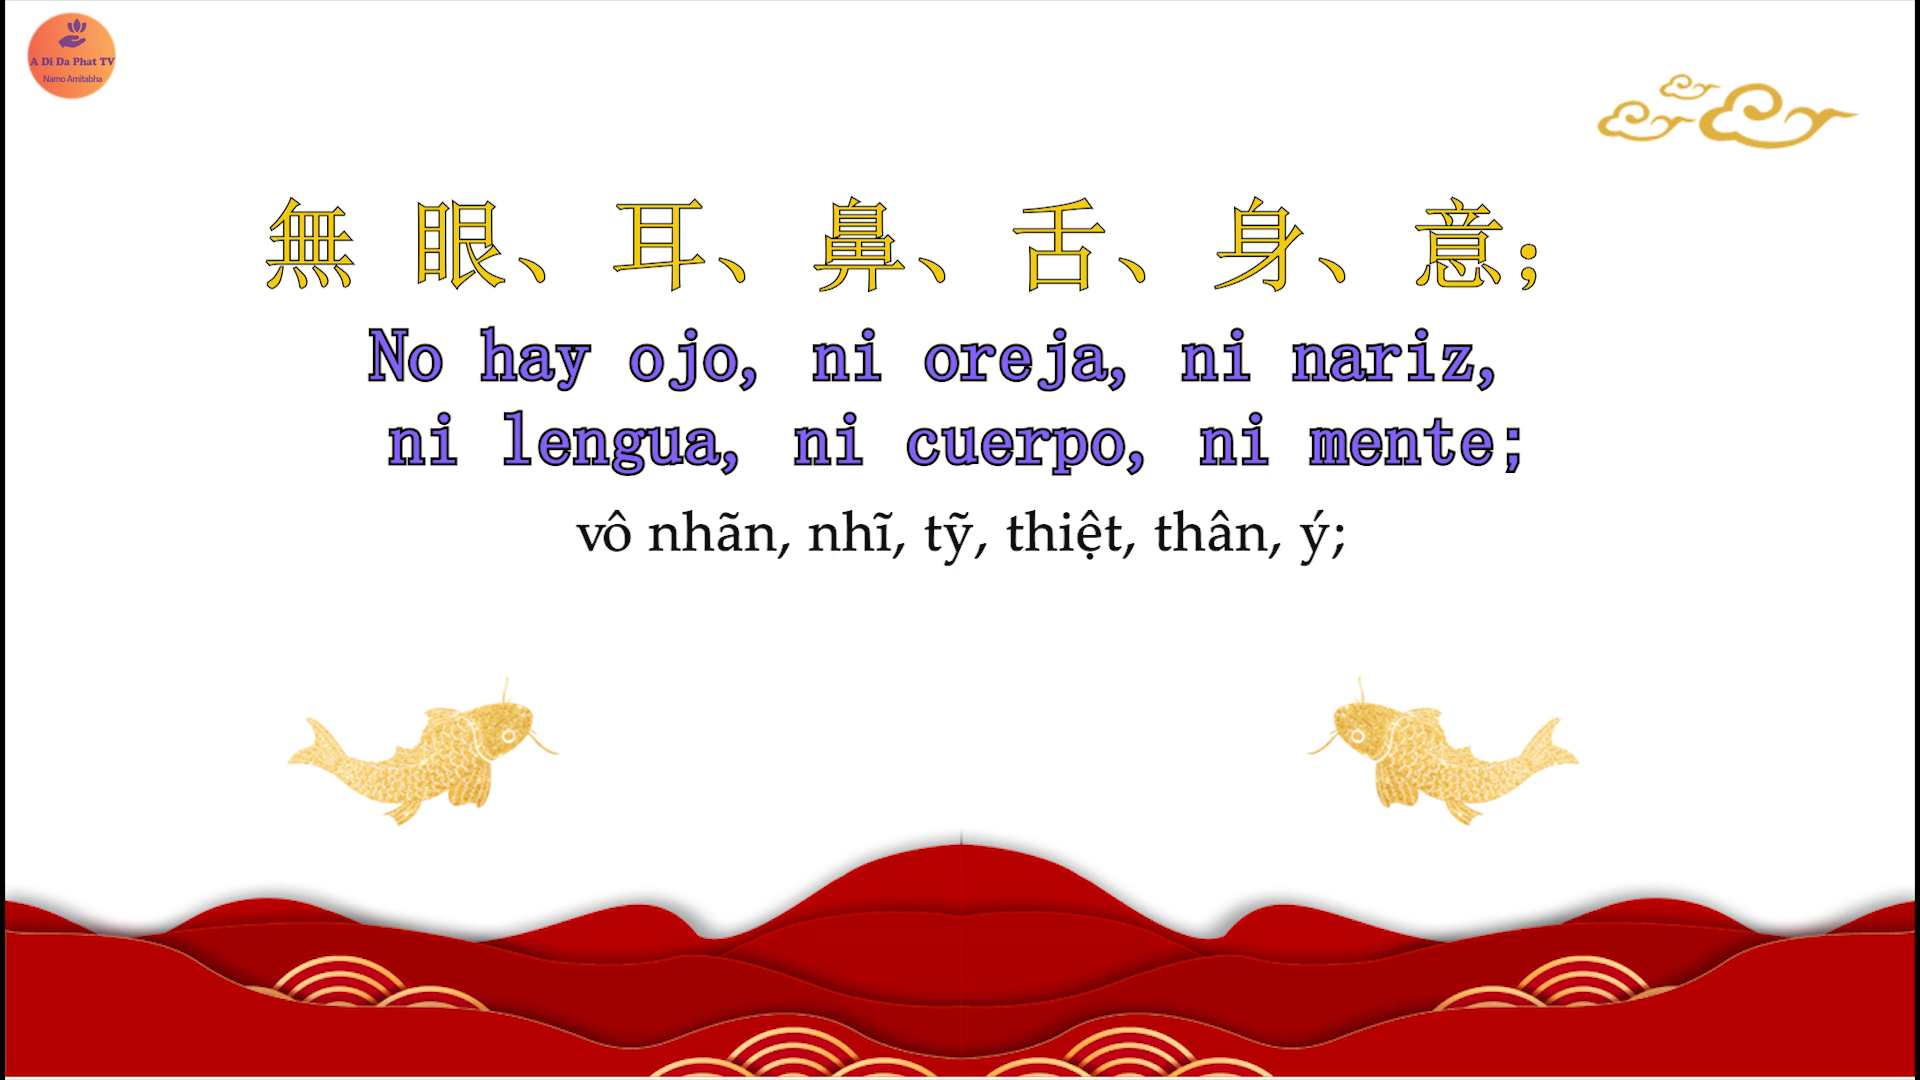 A Di Da Phat TV
Namo Amitabha
無 眼、耳、鼻、舌、身、意;
No hay ojo, ni oreja, ni nariz,
ni lengua, ni cuerpo, ni mente;
vô nhãn, nhĩ, tỹ, thiệt, thân, ý;